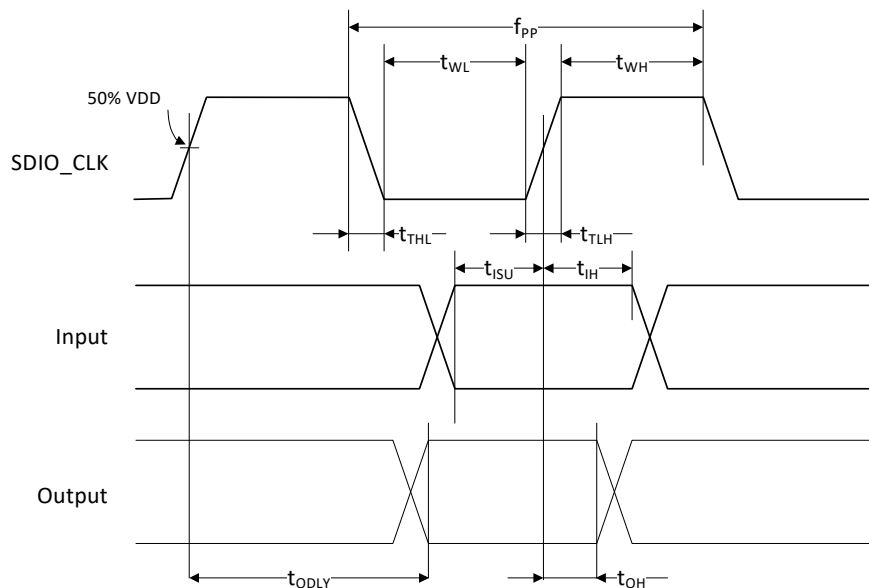 fPP
tWL
tWH
50% VDD
SDIO_CLK
tTHL
tTLH
tISU
tIH
Input
Output
tODLY
tOH